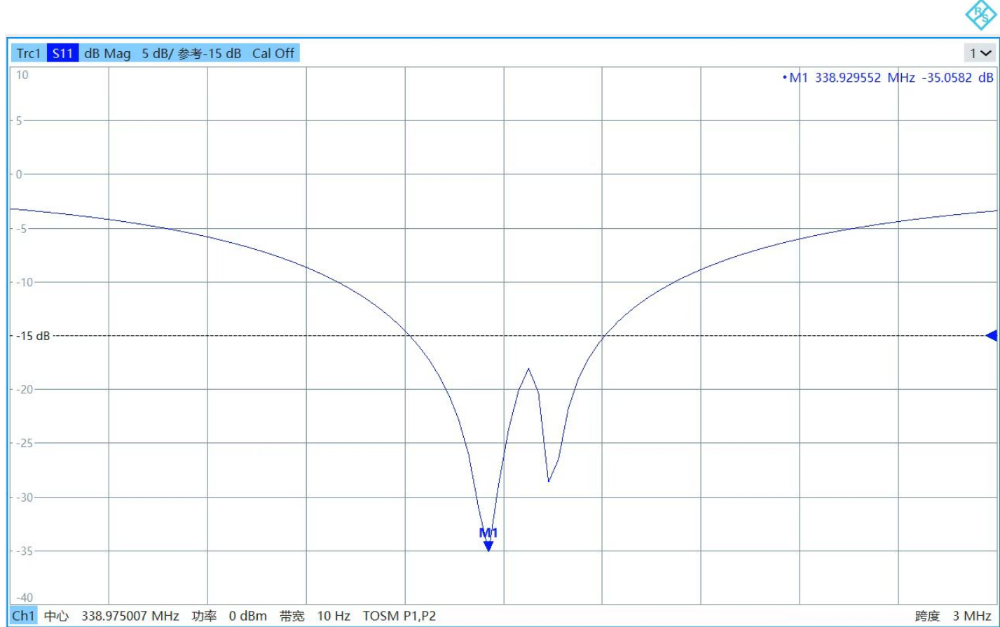 R S
Trc1 S11 dB Mag 5 dB/ 参考-15 dB Cal Off
1
10
•M1 338.929552 MHz -35.0582 dB
5
0
-5
-10
-15 dB
-20
-25
-30
M1
-35
-40
Ch1 中心 338.975007 MHz 功率 0 dBm 带宽 10 Hz TOSM P1,P2 跨度 3 MHz